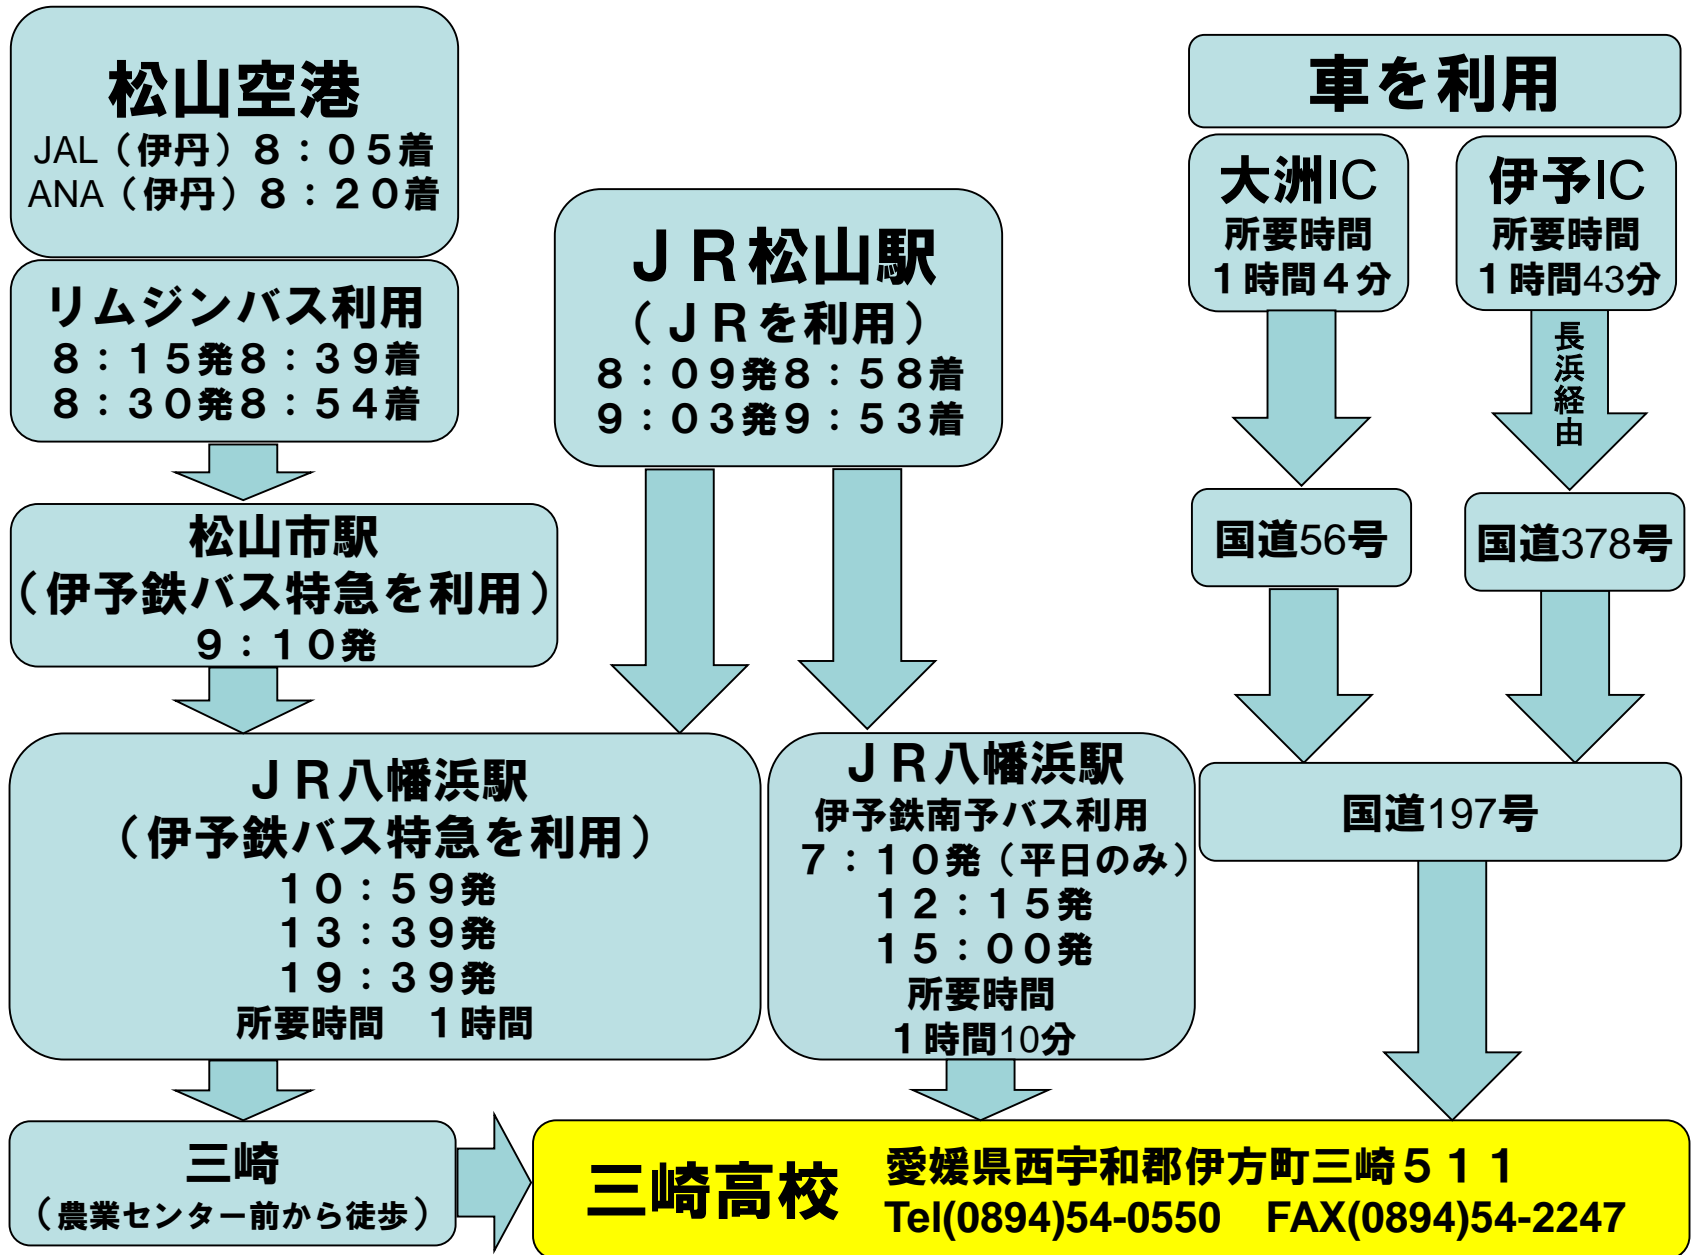 松山空港
JAL（伊丹）８：０５着
ANA（伊丹）８：２０着
リムジンバス利用
８：１５発８：３９着
８：３０発８：５４着
松山市駅
（伊予鉄バス特急を利用）
９：１０発
ＪＲ松山駅
（ＪＲを利用）
８：０９発８：５８着
９：０３発９：５３着
ＪＲ八幡浜駅
（伊予鉄バス特急を利用）
１０：５９発
１３：３９発
１９：３９発
所要時間　１時間
ＪＲ八幡浜駅
伊予鉄南予バス利用
７：１０発（平日のみ）
１２：１５発
１５：００発
所要時間
１時間10分
車を利用
大洲IC
所要時間
１時間４分
伊予IC
所要時間
１時間43分
長浜経由
国道56号
国道378号
国道197号
三崎
（農業センター前から徒歩）
三崎高校
愛媛県西宇和郡伊方町三崎５１１
Tel(0894)54-0550　FAX(0894)54-2247